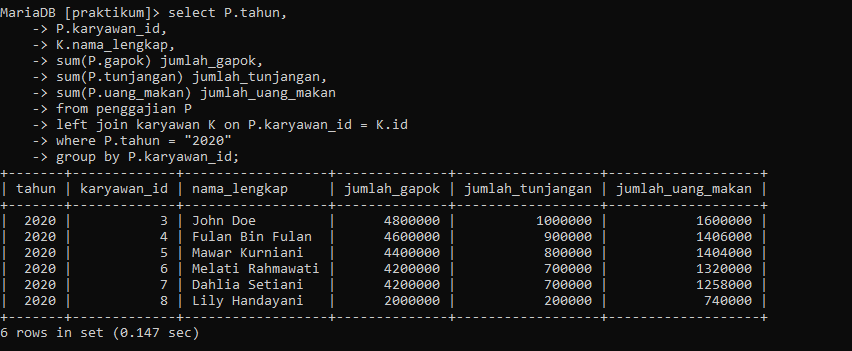 MariaDB [praktikum]> select P.tahun,
    -> P.karyawan_id,
    -> K.nama_lengkap,
    -> sum(P.gapok) jumlah_gapok,
    -> sum(P.tunjangan) jumlah_tunjangan,
    -> sum(P.uang_makan) jumlah_uang_makan
    -> from penggajian P
    -> left join karyawan K on P.karyawan_id = K.id
    -> where P.tahun = "2020"
    -> group by P.karyawan_id;
+-------+-------------+------------------+--------------+------------------+-------------------+
| tahun | karyawan_id | nama_lengkap     | jumlah_gapok | jumlah_tunjangan | jumlah_uang_makan |
+-------+-------------+------------------+--------------+------------------+-------------------+
|  2020 |           3 | John Doe         |      4800000 |          1000000 |           1600000 |
|  2020 |           4 | Fulan Bin Fulan  |      4600000 |           900000 |           1406000 |
|  2020 |           5 | Mawar Kurniani   |      4400000 |           800000 |           1404000 |
|  2020 |           6 | Melati Rahmawati |      4200000 |           700000 |           1320000 |
|  2020 |           7 | Dahlia Setiani   |      4200000 |           700000 |           1258000 |
|  2020 |           8 | Lily Handayani   |      2000000 |           200000 |            740000 |
+-------+-------------+------------------+--------------+------------------+-------------------+
6 rows in set (0.147 sec)